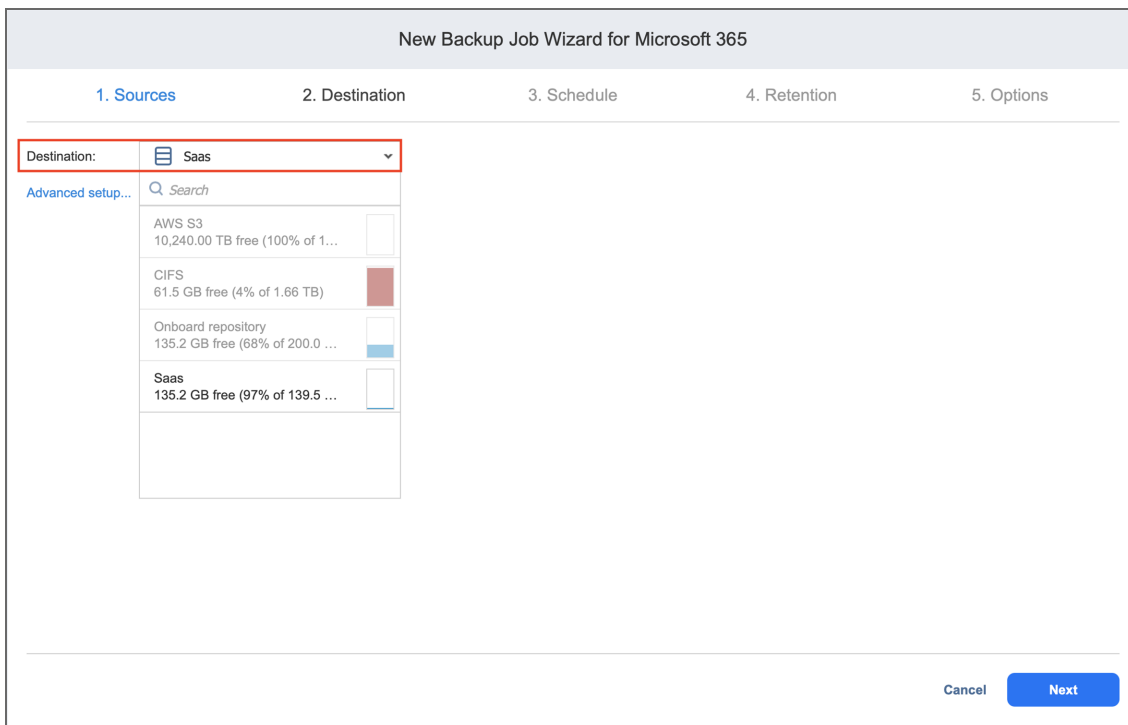 New Backup Job Wizard for Microsoft 365
1. Sources 2. Destination 3. Schedule 4. Retention 5. Options
Destination: Saas
Advanced setup... Search
AWS S3
10,240.00 TB free (100% of 1...
CIFS
61.5 GB free (4% of 1.66 TB)
Onboard repository
135.2 GB free (68% of 200.0 ...
Saas
135.2 GB free (97% of 139.5 ...
Cancel Next